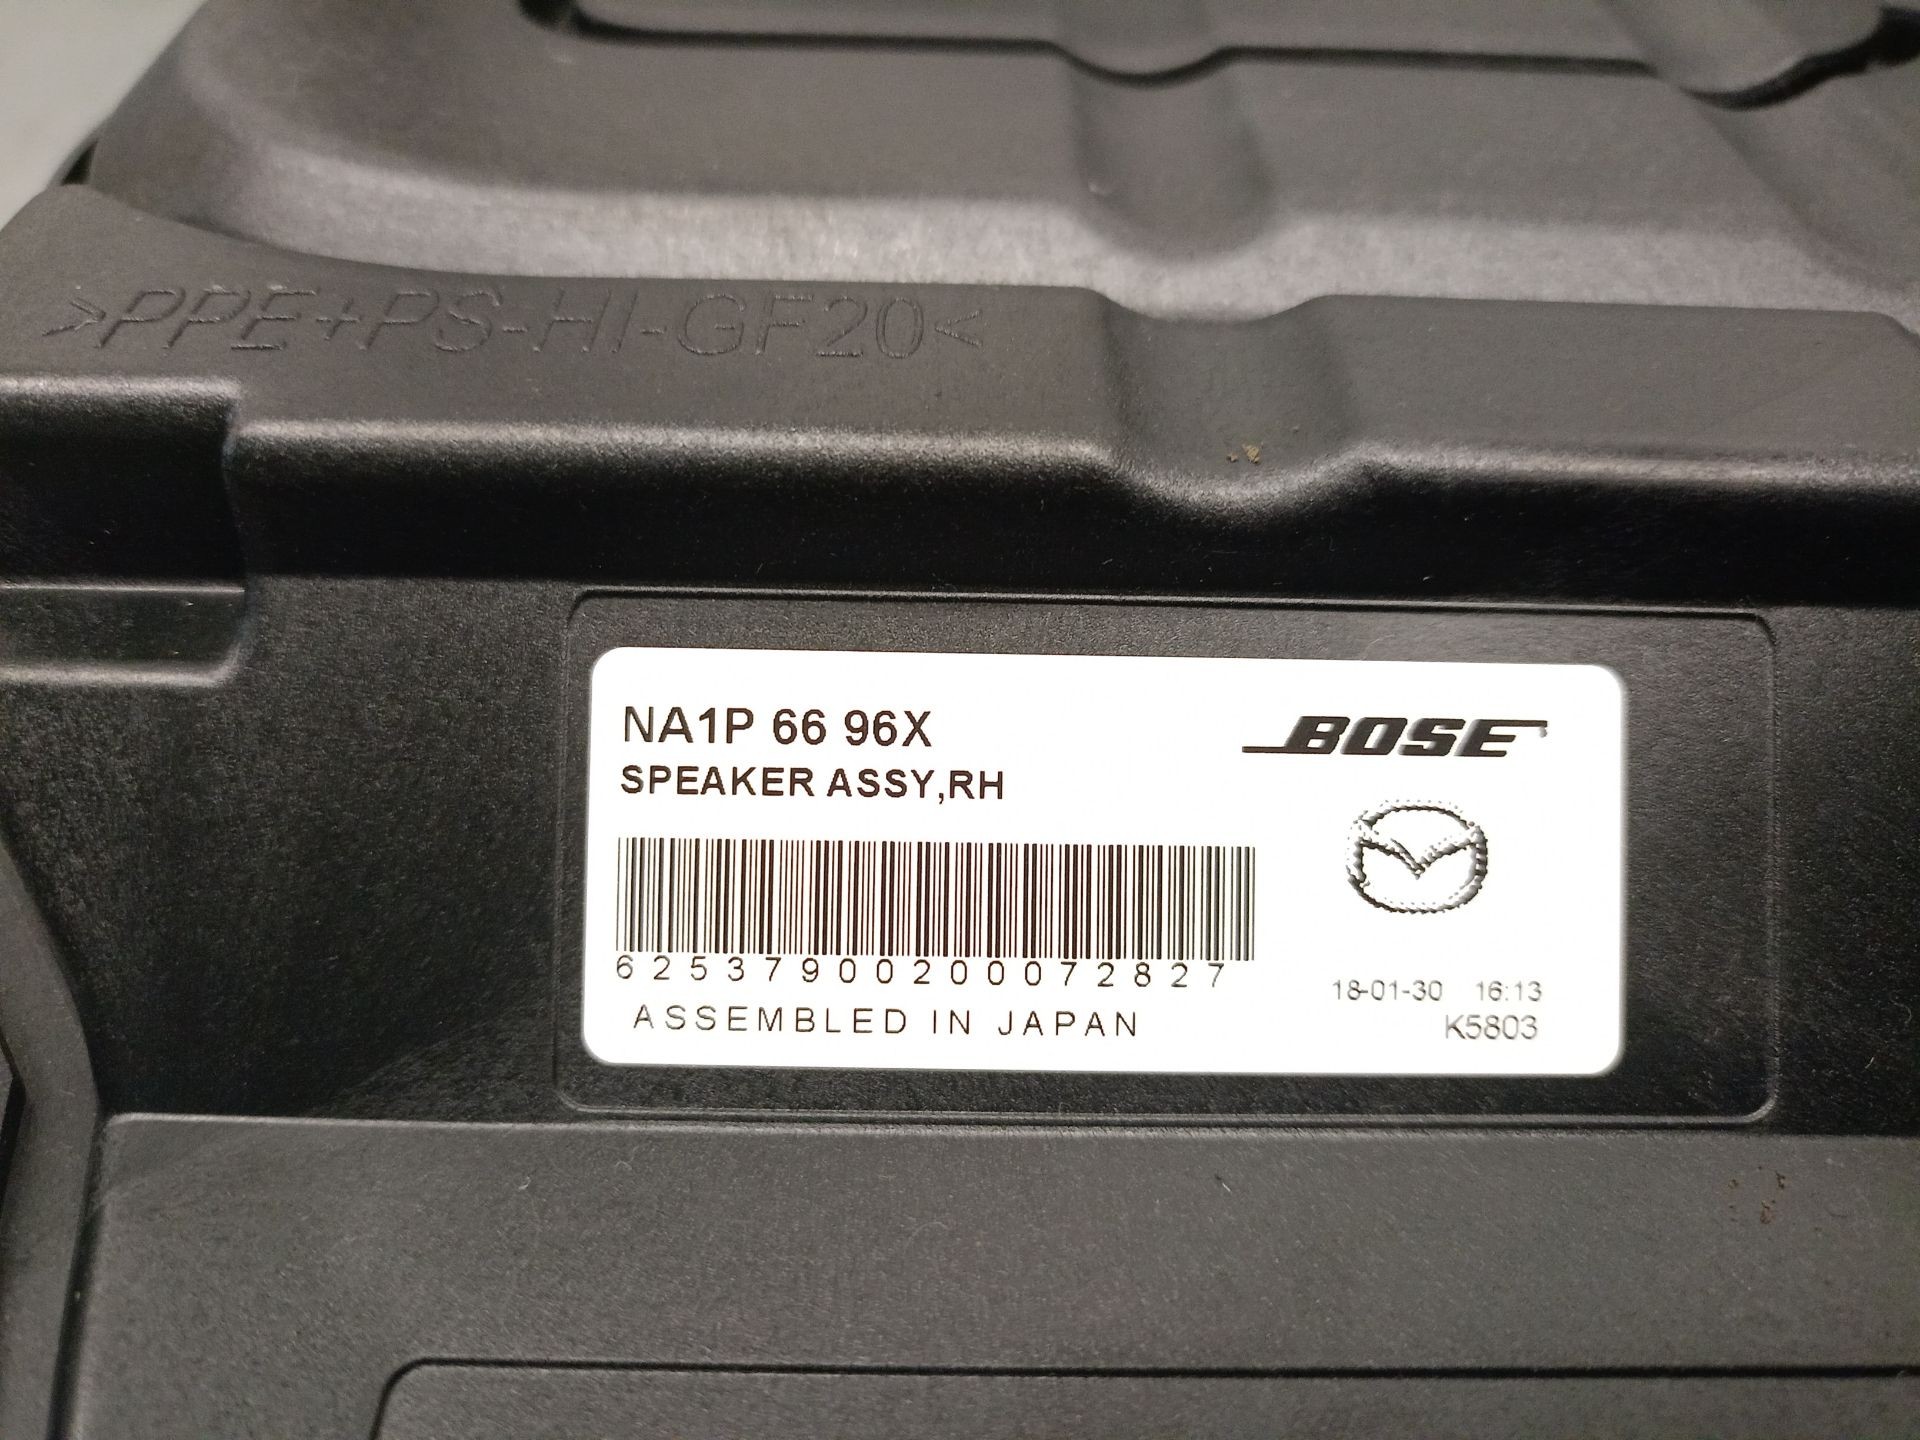 >PPE+PS-HI-GF20<
NA1P 66 96X
BOSE
SPEAKER ASSY,RH
62537900200072827
18-01-30 16:13
ASSEMBLED IN JAPAN
K5803